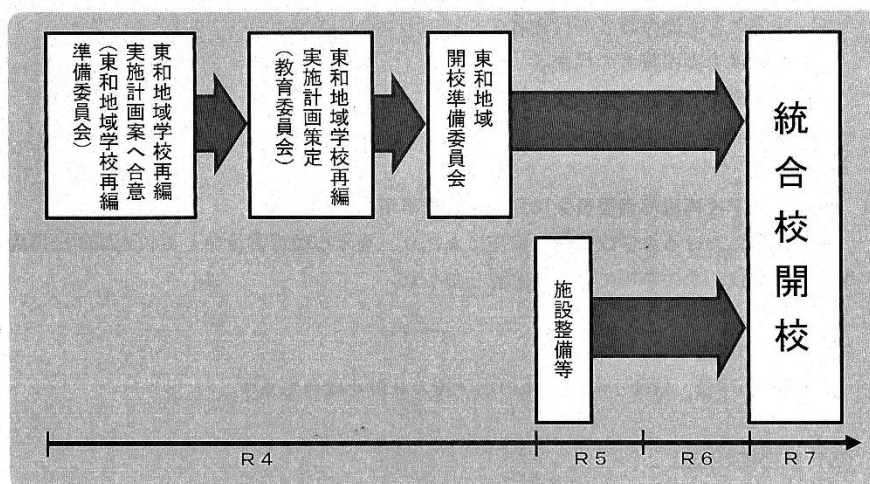 東和地域学校再編
実施計画案へ合意
（東和地域学校再編
準備委員会）
東和地域学校再編
実施計画策定
（教育委員会）
東和地域
開校準備委員会
統合校開校
施設整備等
R4
R5
R6
R7